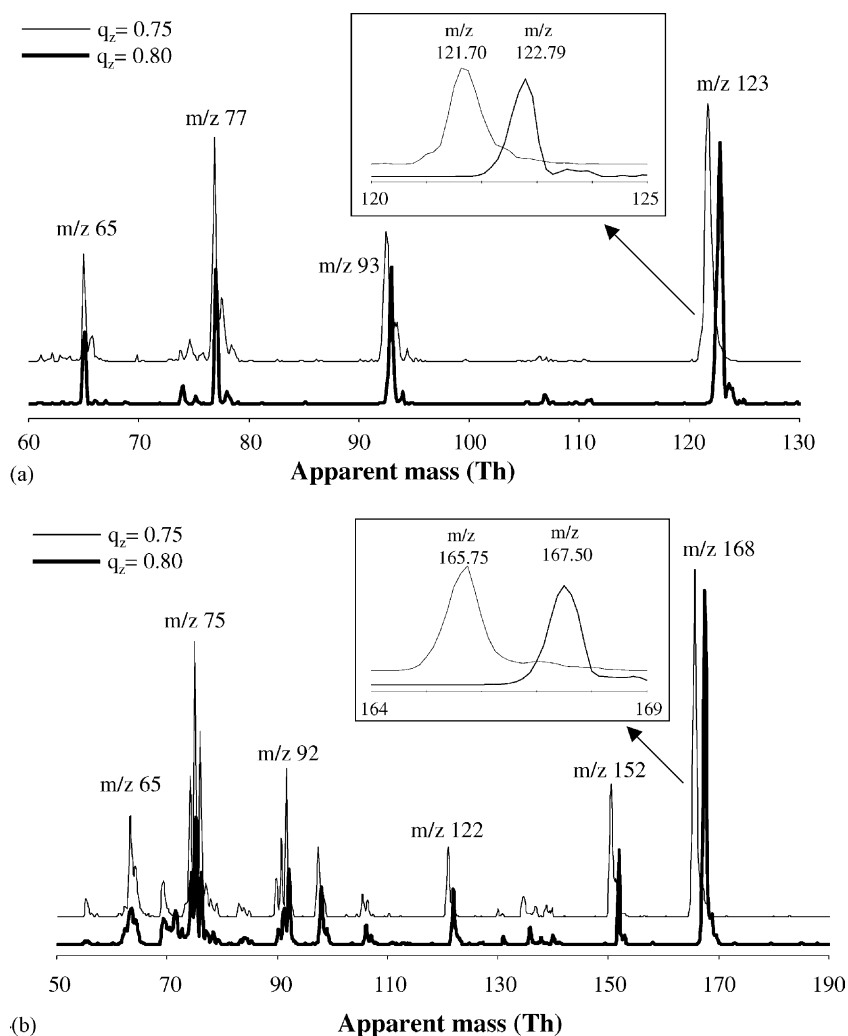 q_z= 0.75
q_z= 0.80
m/z
121.70
m/z
122.79
120
125
m/z 123
m/z 77
m/z 65
m/z 93
60
70
80
90
100
110
120
130
(a)
Apparent mass (Th)
q_z= 0.75
q_z= 0.80
m/z
165.75
m/z
167.50
164
169
m/z 168
m/z 75
m/z 92
m/z 65
m/z 152
m/z 122
50
70
90
110
130
150
170
190
(b)
Apparent mass (Th)